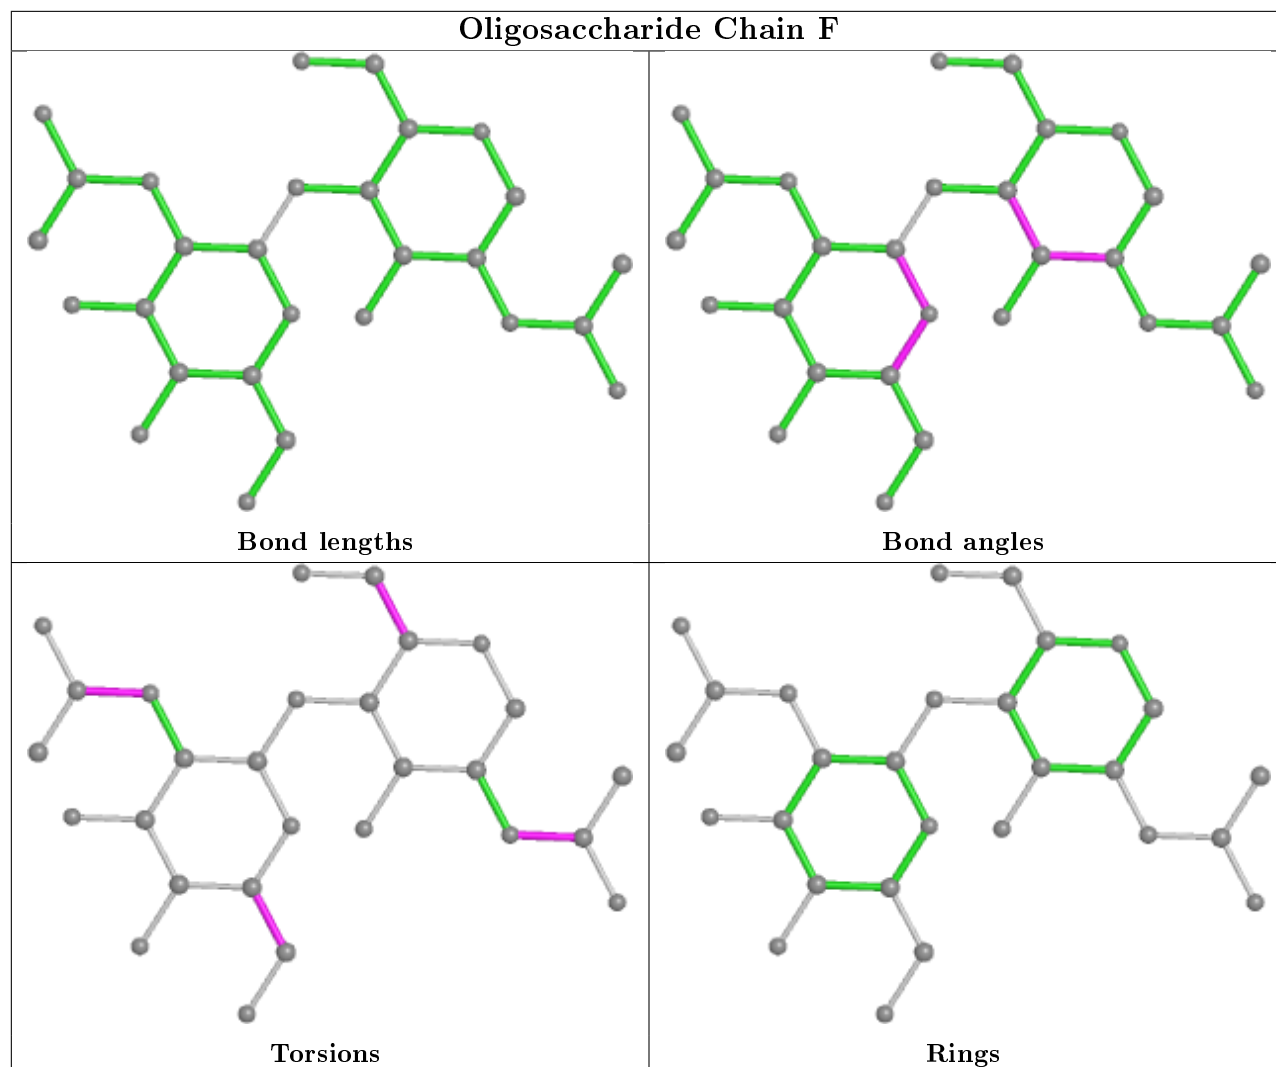 Oligosaccharide Chain F
Bond lengths
Bond angles
Torsions
Rings